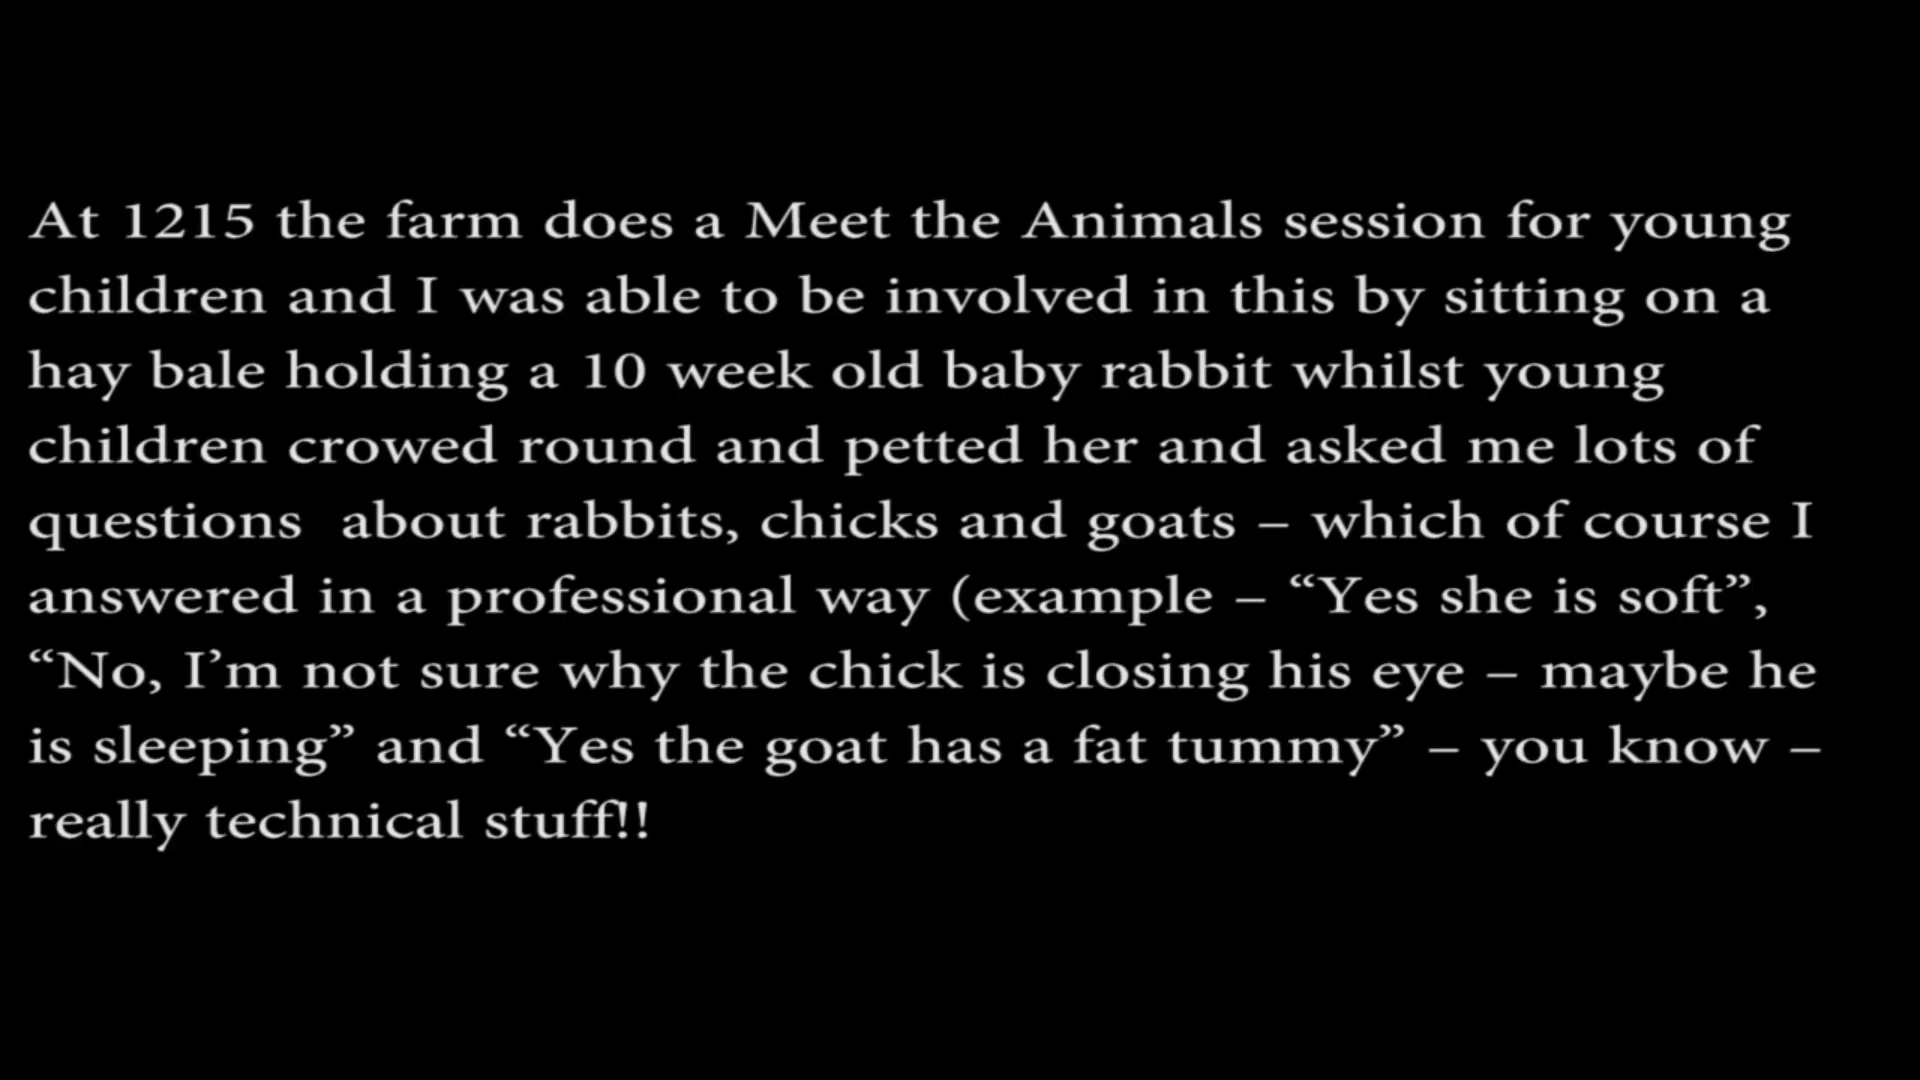 At 1215 the farm does a Meet the Animals session for young
children and I was able to be involved in this by sitting on a
hay bale holding a 10 week old baby rabbit whilst young
children crowed round and petted her and asked me lots of
questions  about rabbits, chicks and goats – which of course I
answered in a professional way (example – “Yes she is soft”,
“No, I’m not sure why the chick is closing his eye – maybe he
is sleeping” and “Yes the goat has a fat tummy” – you know –
really technical stuff!!